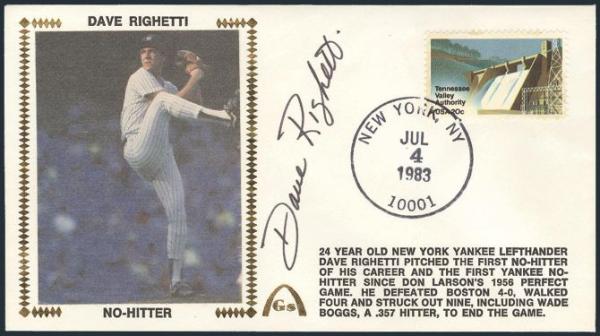 DAVE RIGHETTI
NO-HITTER
Dave Righetti
Tennessee
Valley
Authority
USA 20c
NEW YORK, NY
JUL
4
1983
10001
Gs
24 YEAR OLD NEW YORK YANKEE LEFTHANDER
DAVE RIGHETTI PITCHED THE FIRST NO-HITTER
OF HIS CAREER AND THE FIRST YANKEE NO-
HITTER SINCE DON LARSON'S 1956 PERFECT
GAME. HE DEFEATED BOSTON 4-0, WALKED
FOUR AND STRUCK OUT NINE, INCLUDING WADE
BOGGS, A .357 HITTER, TO END THE GAME.